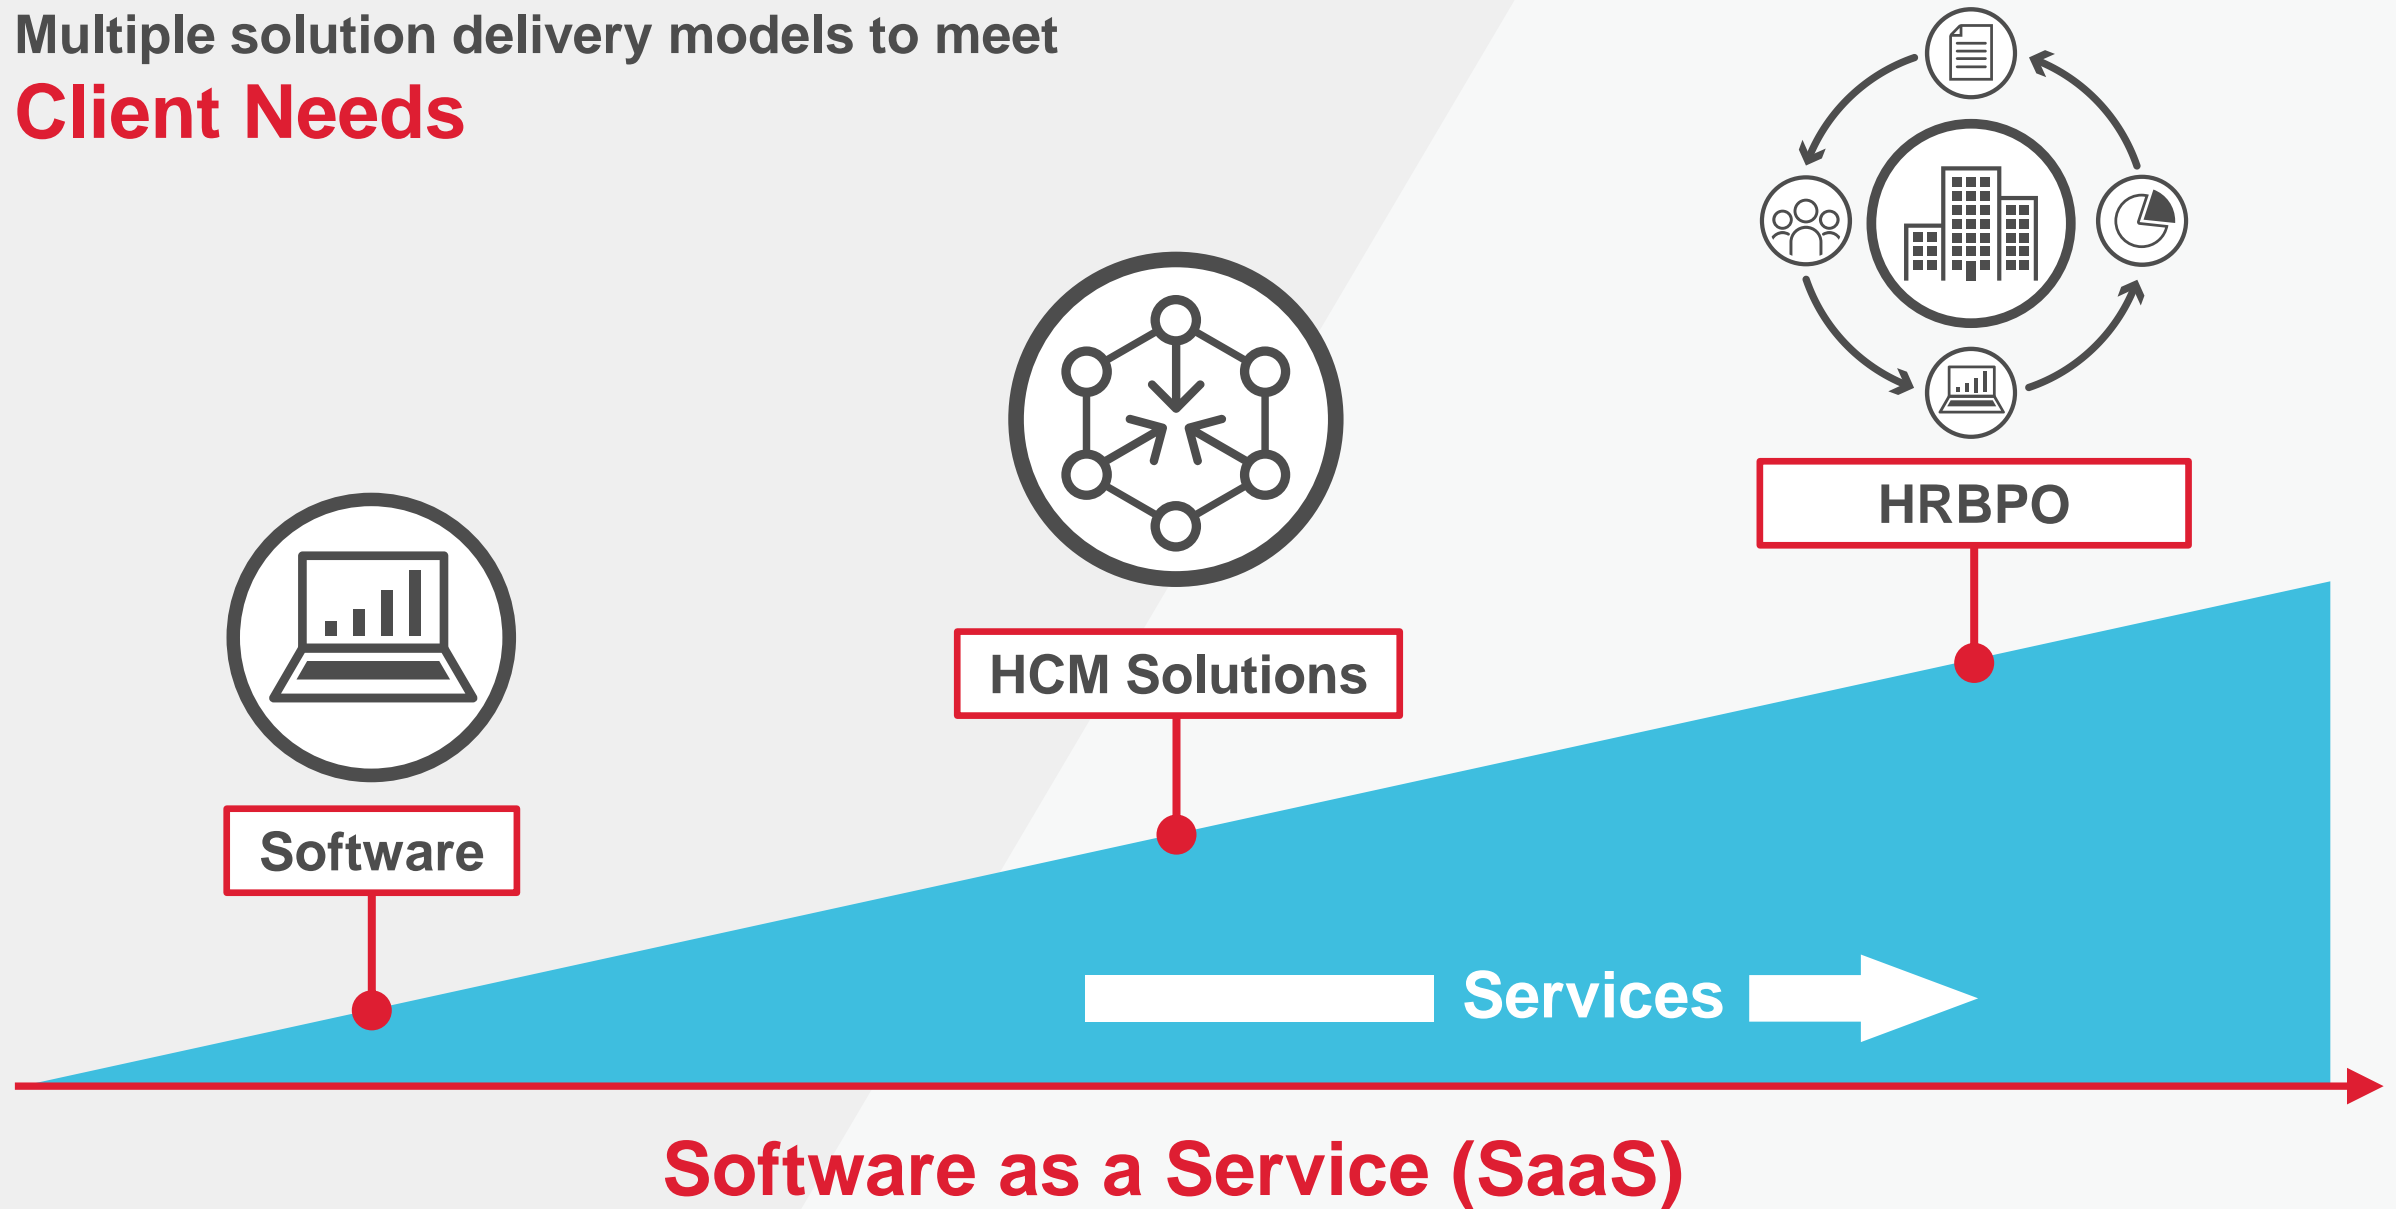 Multiple solution delivery models to meet
Client Needs
HRBPO
HCM Solutions
Software
Services
Software as a Service (SaaS)